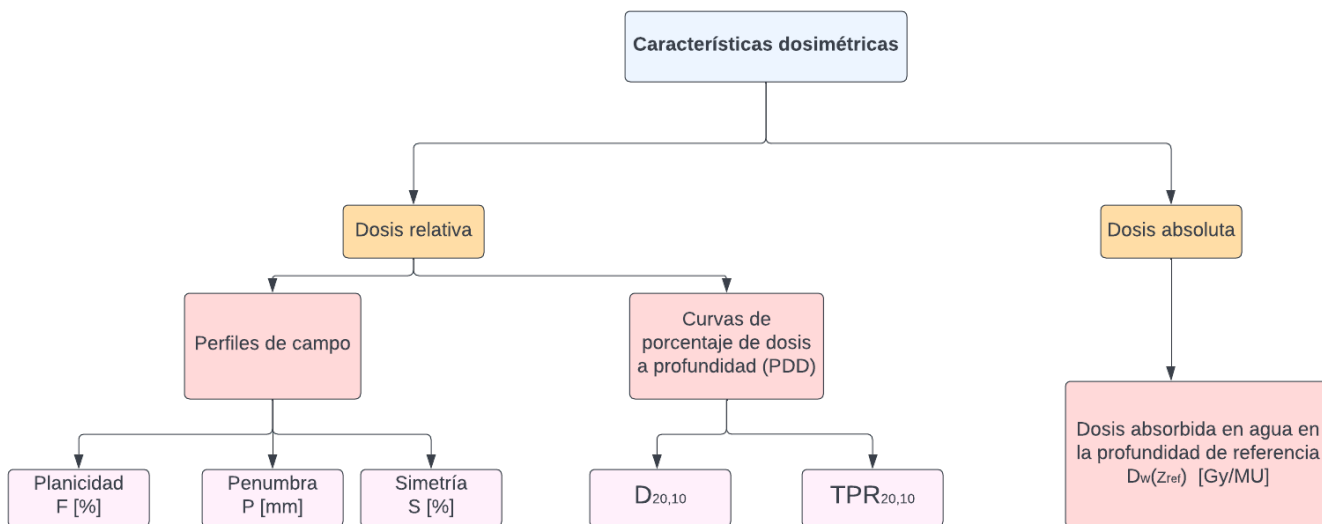 Características dosimétricas
Dosis relativa
Dosis absoluta
Perfiles de campo
Curvas de
porcentaje de dosis
a profundidad (PDD)
Dosis absorbida en agua en
la profundidad de referencia
Dw(Zref) [Gy/MU]
Planicidad
F [%]
Penumbra
P [mm]
Simetría
S [%]
D20,10
TPR20,10